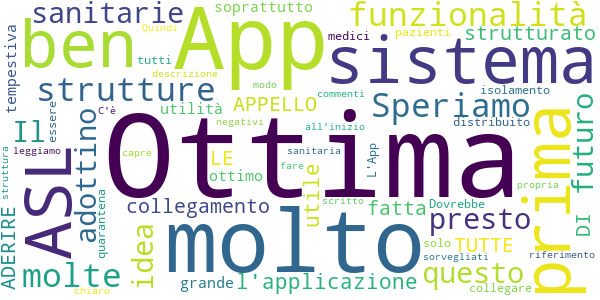 sanitarie
App
soprattutto
Quindi
funzionalità
pazienti
ben
tutti
medici
sistema
strutturato
tempestiva
descrizione
modo
isolamento
strutture
commenti
utilità
APPELLO
Speriamo
essere
C'è
negativi
all'inizio
distribuito
Il
leggiamo
adottino
Ottima
prima
futuro
ASL
capre
LE
sanitaria
L'App
struttura
ottimo
fare
utile
propria
quarantena
scritto
Dovrebbe
DI
ADERIRE
collegamento
fatta
presto
molto
solo
TUTTE
sorvegliati
riferimento
molte
idea
grande
l'applicazione
questo
collegare
chiaro